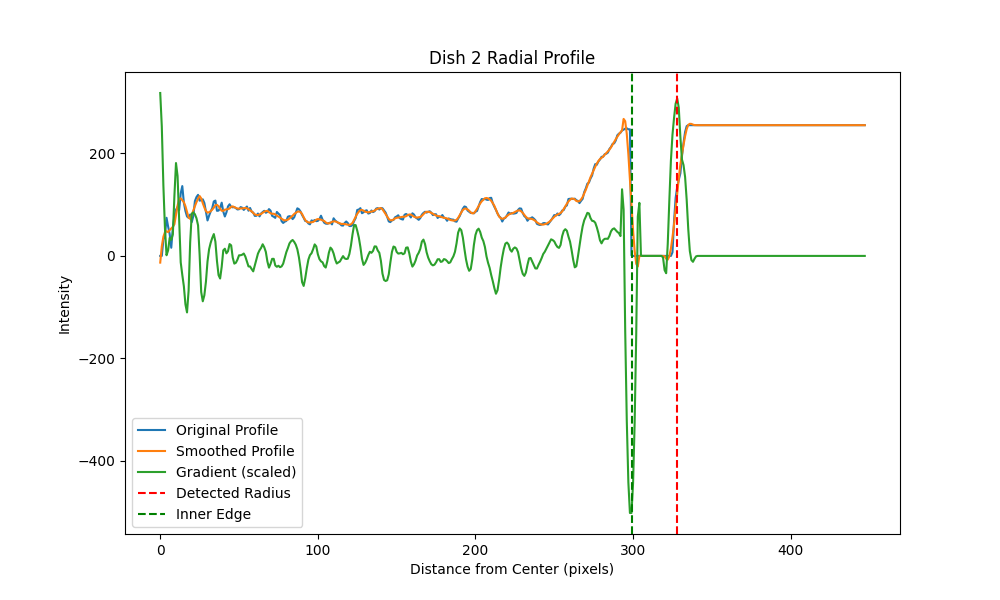 Dish 2 Radial Profile
Intensity
200
0
−200
−400
Original Profile
Smoothed Profile
Gradient (scaled)
Detected Radius
Inner Edge
0 100 200 300 400
Distance from Center (pixels)